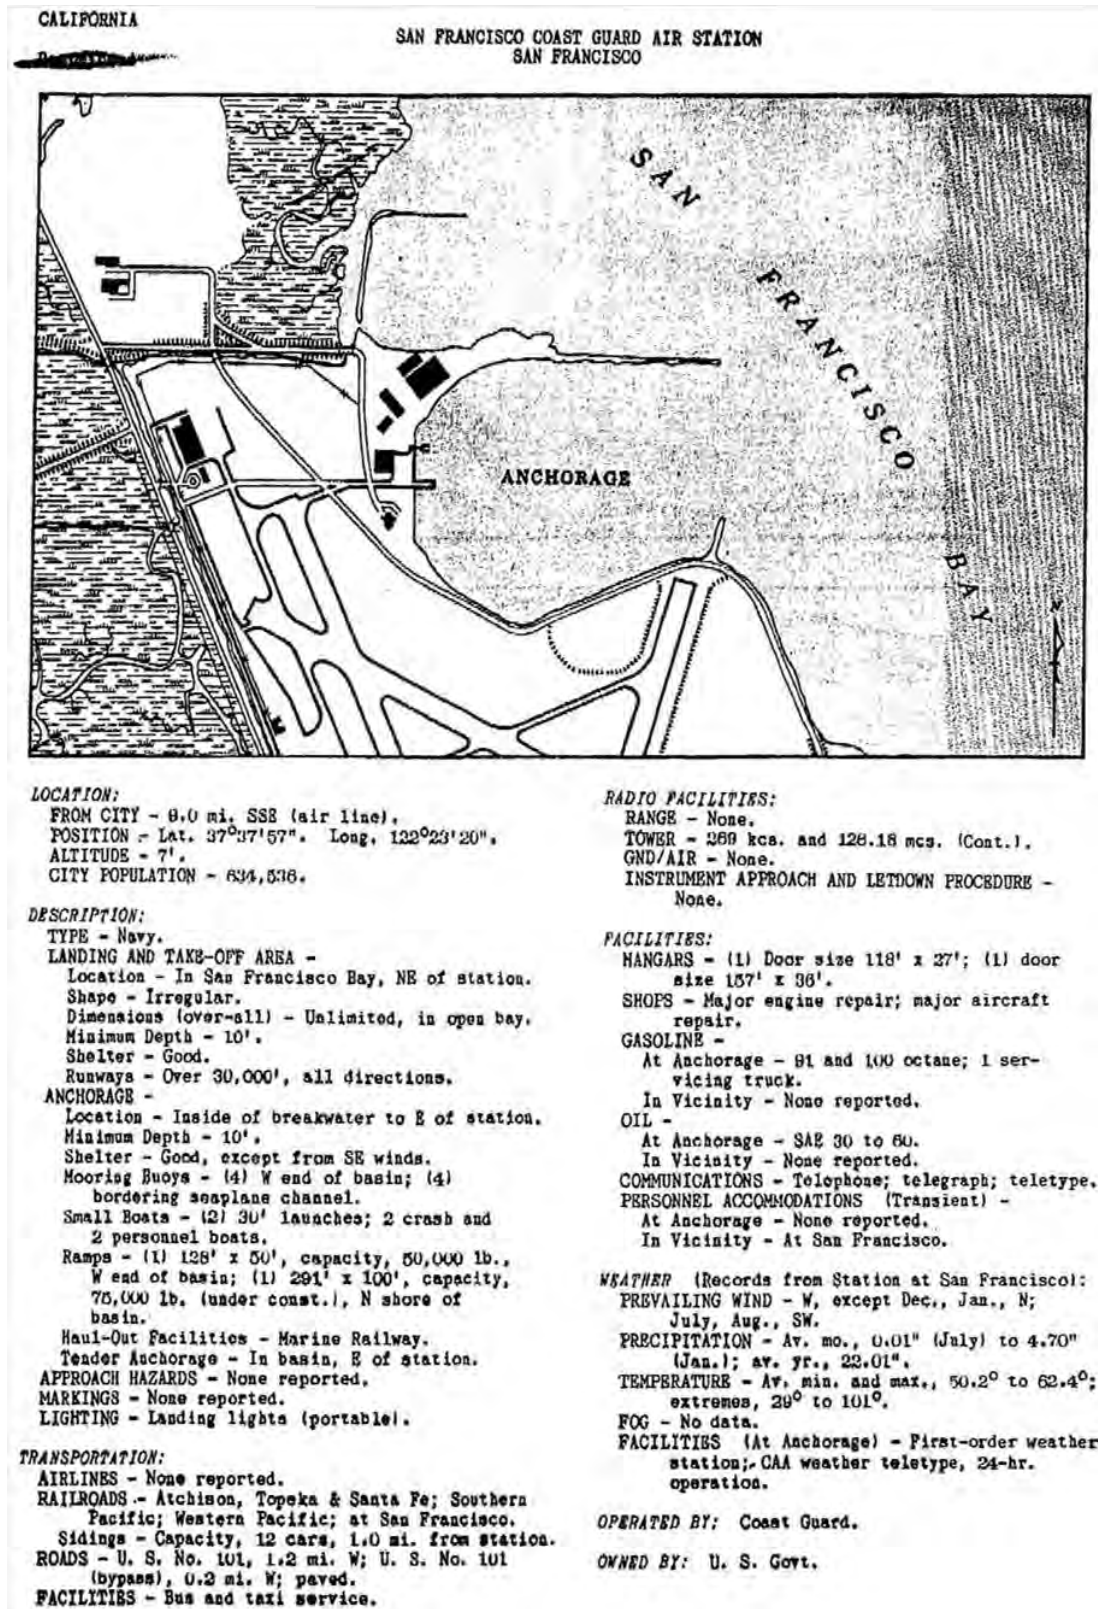 CALIFORNIA
SAN FRANCISCO COAST GUARD AIR STATION
SAN FRANCISCO
SAN
FRANCISCO
BAY
ANCHORAGE
N
LOCATION:
FROM CITY - 9.0 mi. SSE (air line).
POSITION - Lat. 37°37'57". Long. 122°23'20".
ALTITUDE - 7'.
CITY POPULATION - 634,536.
DESCRIPTION:
TYPE - Navy.
LANDING AND TAKE-OFF AREA -
Location - In San Francisco Bay, NE of station.
Shape - Irregular.
Dimensions (over-all) - Unlimited, in open bay.
Minimum Depth - 10'.
Shelter - Good.
Runways - Over 30,000', all directions.
ANCHORAGE -
Location - Inside of breakwater to E of station.
Minimum Depth - 10'.
Shelter - Good, except from SE winds.
Mooring Buoys - (4) W end of basin; (4)
bordering seaplane channel.
Small Boats - (2) 30' launches; 2 crash and
2 personnel boats.
Ramps - (1) 128' x 50', capacity, 50,000 lb.,
W end of basin; (1) 291' x 100', capacity,
75,000 lb. (under const.), N shore of
basin.
Haul-Out Facilities - Marine Railway.
Tender Anchorage - In basin, E of station.
APPROACH HAZARDS - None reported.
MARKINGS - None reported.
LIGHTING - Landing lights (portable).
TRANSPORTATION:
AIRLINES - None reported.
RAILROADS - Atchison, Topeka & Santa Fe; Southern
Pacific; Western Pacific; at San Francisco.
Sidings - Capacity, 12 cars, 1.0 mi. from station.
ROADS - U. S. No. 101, 1.2 mi. W; U. S. No. 101
(bypass), 0.2 mi. W; paved.
FACILITIES - Bus and taxi service.
RADIO FACILITIES:
RANGE - None.
TOWER - 269 kcs. and 126.18 mcs. (Cont.).
GND/AIR - None.
INSTRUMENT APPROACH AND LETDOWN PROCEDURE -
None.
FACILITIES:
HANGARS - (1) Door size 118' x 27'; (1) door
size 157' x 36'.
SHOPS - Major engine repair; major aircraft
repair.
GASOLINE -
At Anchorage - 91 and 100 octane; 1 ser-
vicing truck.
In Vicinity - None reported.
OIL -
At Anchorage - SAE 30 to 60.
In Vicinity - None reported.
COMMUNICATIONS - Telephone; telegraph; teletype.
PERSONNEL ACCOMMODATIONS (Transient) -
At Anchorage - None reported.
In Vicinity - At San Francisco.
WEATHER (Records from Station at San Francisco):
PREVAILING WIND - W, except Dec., Jan., N;
July, Aug., SW.
PRECIPITATION - Av. mo., 0.01" (July) to 4.70"
(Jan.); av. yr., 22.01".
TEMPERATURE - Av. min. and max., 50.2° to 62.4°;
extremes, 29° to 101°.
FOG - No data.
FACILITIES (At Anchorage) - First-order weather
station; CAA weather teletype, 24-hr.
operation.
OPERATED BY: Coast Guard.
OWNED BY: U. S. Govt.